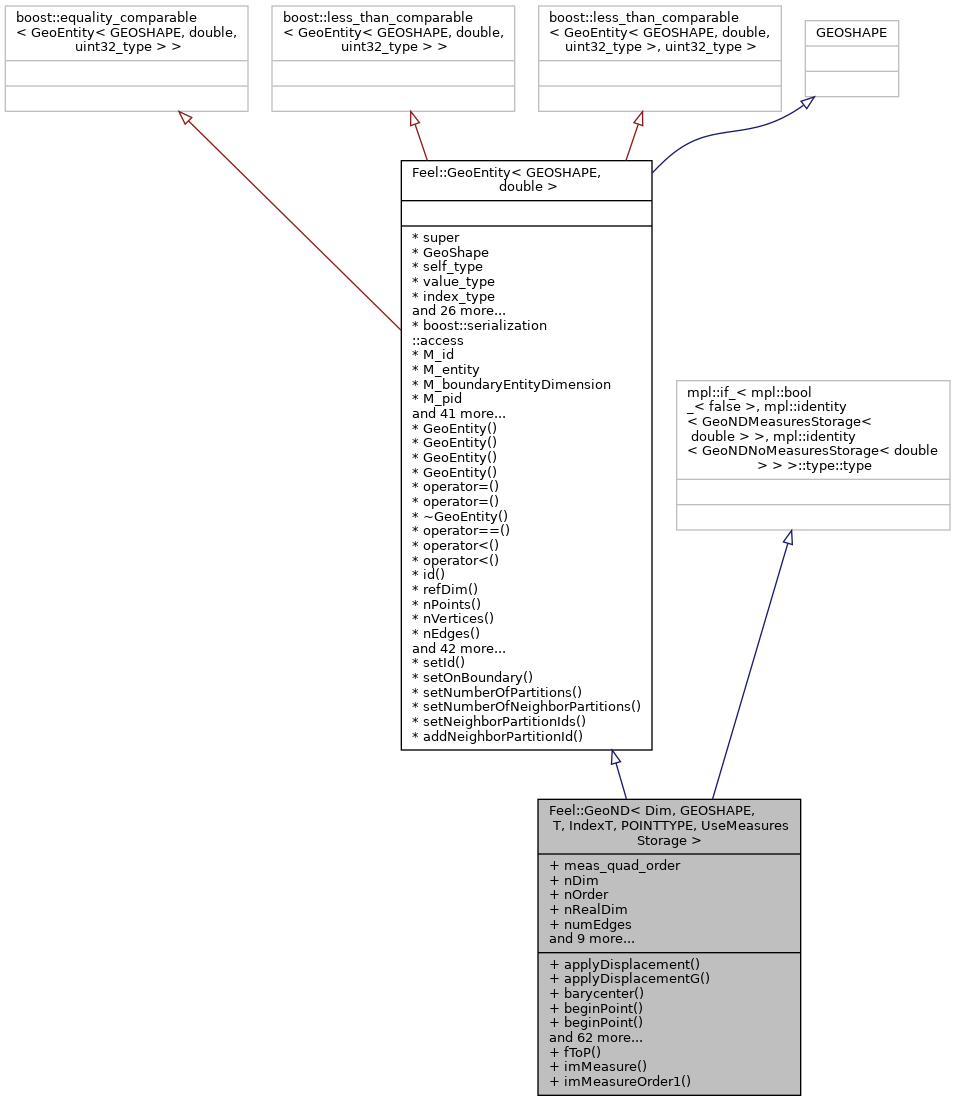 boost::equality_comparable
< GeoEntity< GEOSHAPE, double,
uint32_type > >
boost::less_than_comparable
< GeoEntity< GEOSHAPE, double,
uint32_type > >
boost::less_than_comparable
< GeoEntity< GEOSHAPE, double,
uint32_type >, uint32_type >
GEOSHAPE
Feel::GeoEntity< GEOSHAPE,
double >
* super
* GeoShape
* self_type
* value_type
* index_type
and 26 more...
* boost::serialization
::access
* M_id
* M_entity
* M_boundaryEntityDimension
* M_pid
and 41 more...
* GeoEntity()
* GeoEntity()
* GeoEntity()
* GeoEntity()
* operator=()
* operator=()
* ~GeoEntity()
* operator==()
* operator<()
* operator<()
* id()
* refDim()
* nPoints()
* nVertices()
* nEdges()
and 42 more...
* setId()
* setOnBoundary()
* setNumberOfPartitions()
* setNumberOfNeighborPartitions()
* setNeighborPartitionIds()
* addNeighborPartitionId()
mpl::if_< mpl::bool
_< false >, mpl::identity
< GeoNDMeasuresStorage<
double > >, mpl::identity
< GeoNDNoMeasuresStorage< double
> > >::type::type
Feel::GeoND< Dim, GEOSHAPE,
T, IndexT, POINTTYPE, UseMeasures
Storage >
+ meas_quad_order
+ nDim
+ nOrder
+ nRealDim
+ numEdges
and 9 more...
+ applyDisplacement()
+ applyDisplacementG()
+ barycenter()
+ beginPoint()
+ beginPoint()
and 62 more...
+ fToP()
+ imMeasure()
+ imMeasureOrder1()